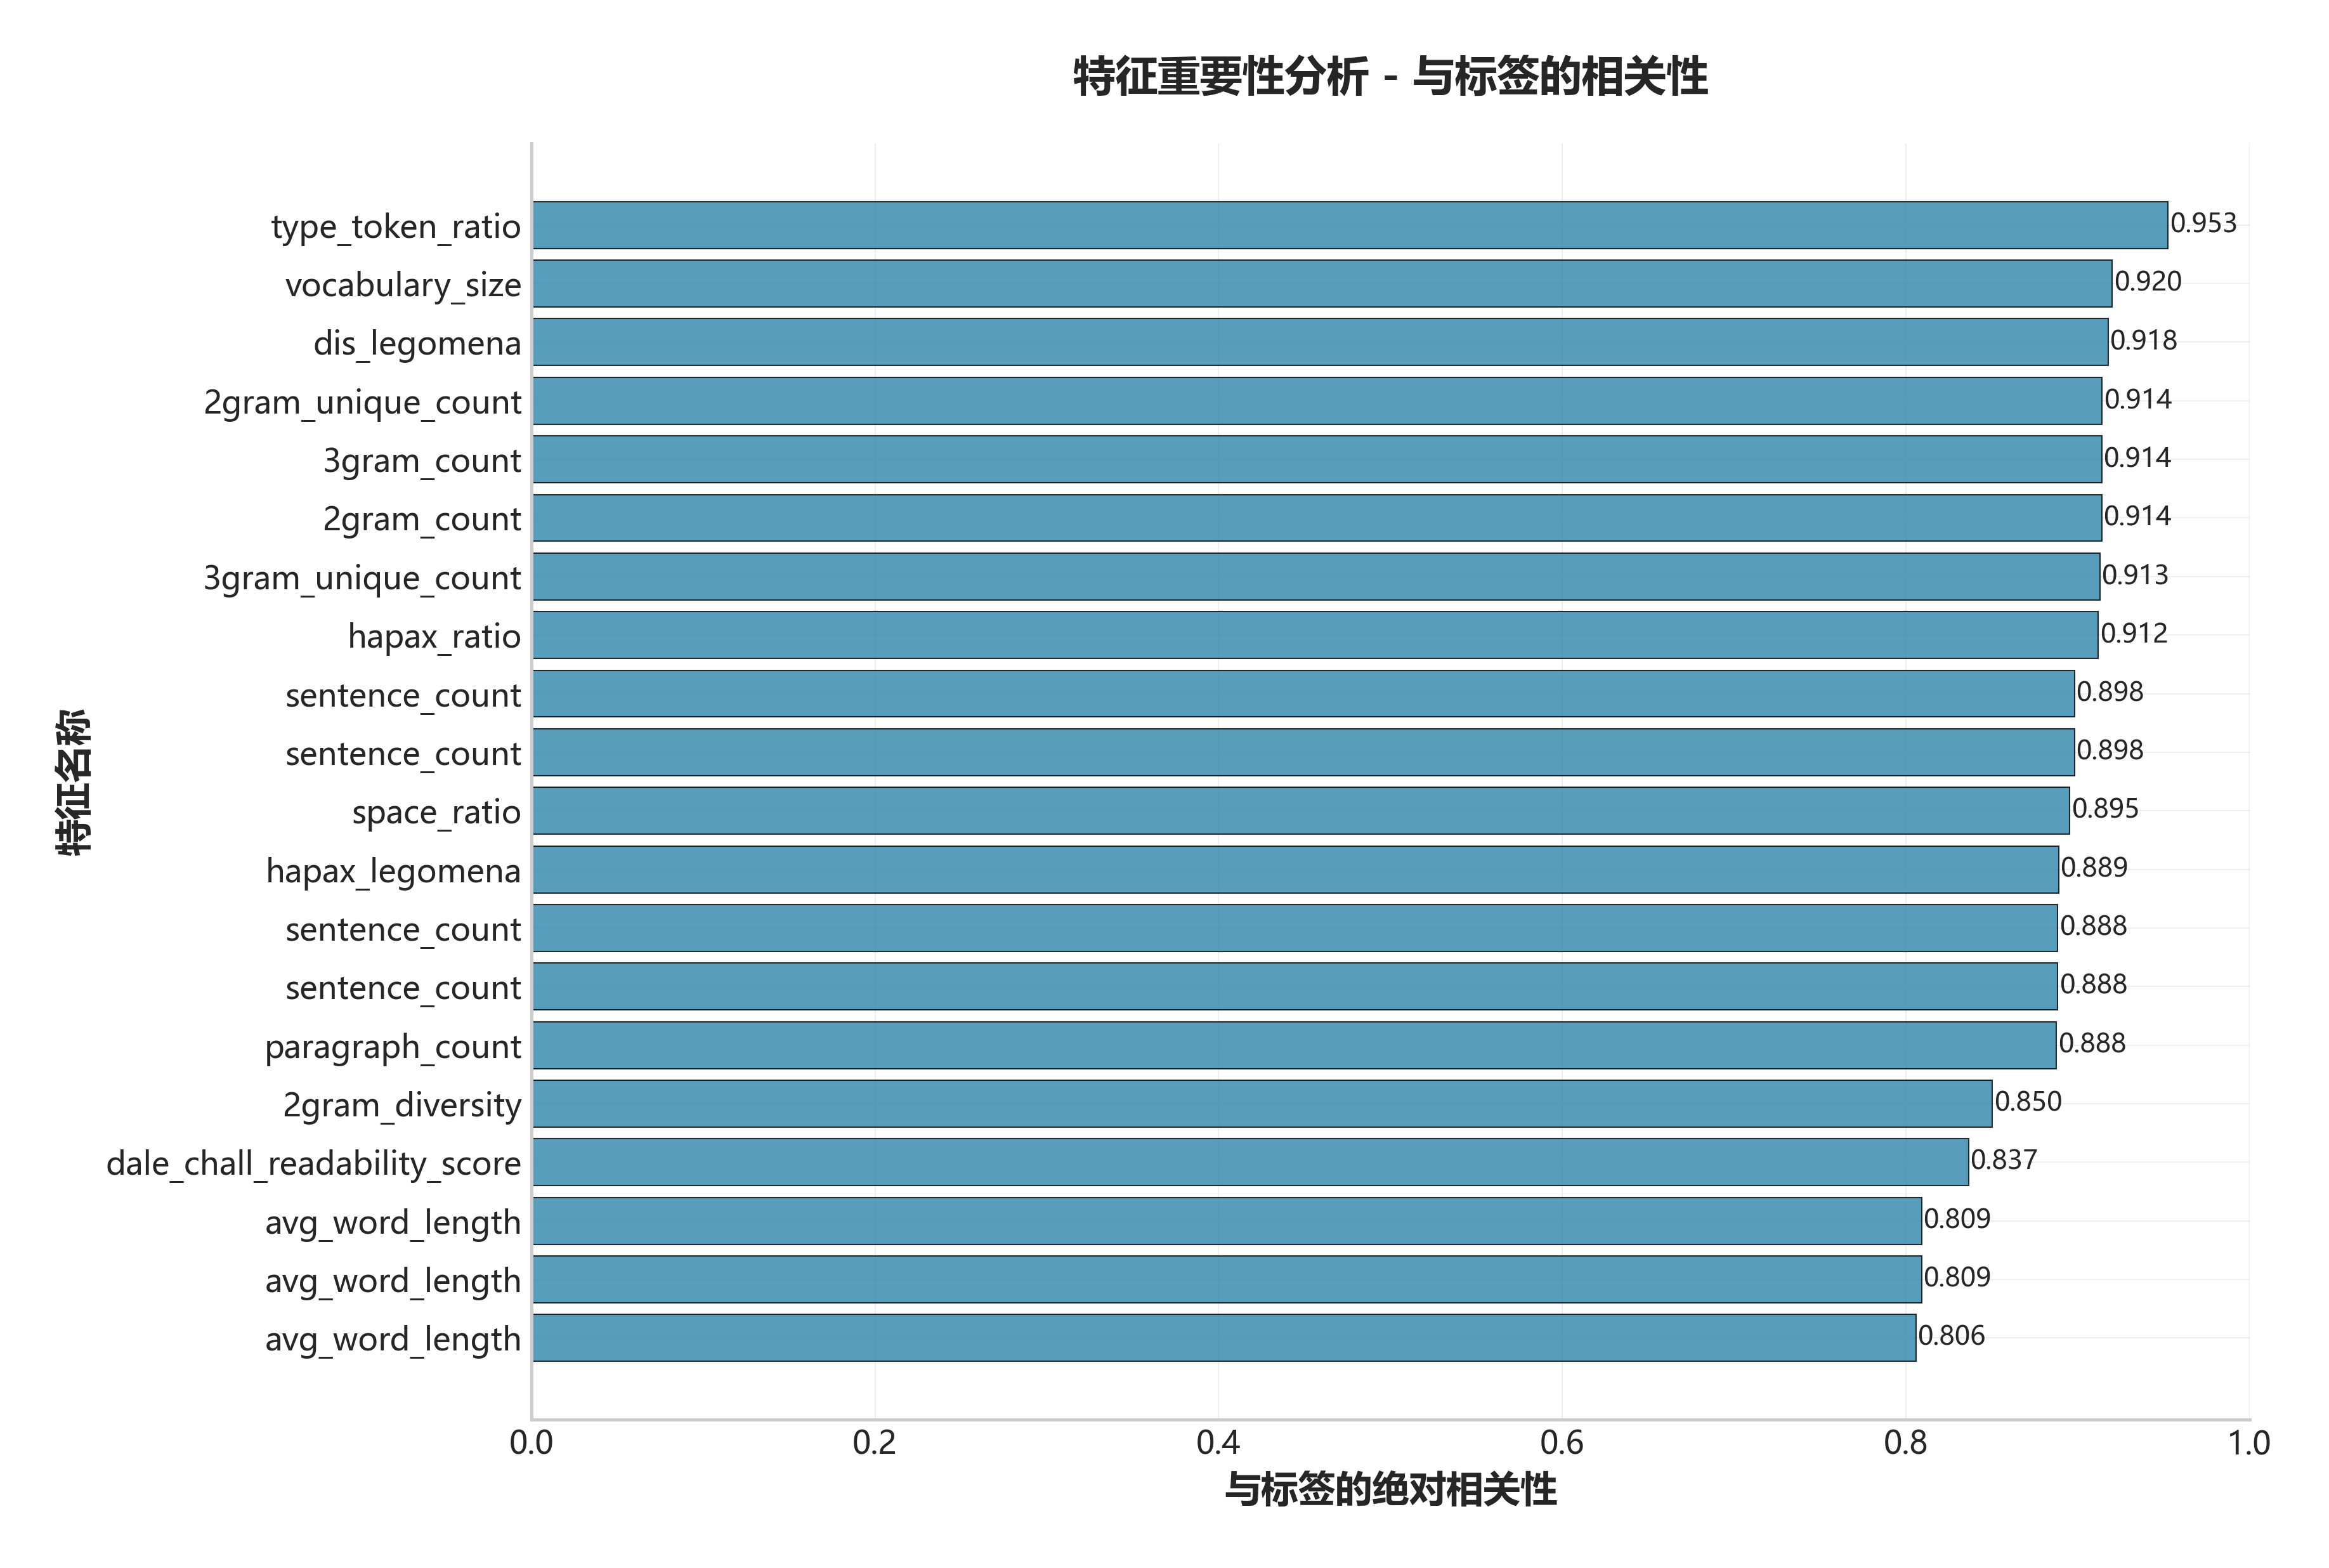 特征重要性分析 - 与标签的相关性
特征名称
type_token_ratio 0.953
vocabulary_size 0.920
dis_legomena 0.918
2gram_unique_count 0.914
3gram_count 0.914
2gram_count 0.914
3gram_unique_count 0.913
hapax_ratio 0.912
sentence_count 0.898
sentence_count 0.898
space_ratio 0.895
hapax_legomena 0.889
sentence_count 0.888
sentence_count 0.888
paragraph_count 0.888
2gram_diversity 0.850
dale_chall_readability_score 0.837
avg_word_length 0.809
avg_word_length 0.809
avg_word_length 0.806
0.0 0.2 0.4 0.6 0.8 1.0
与标签的绝对相关性